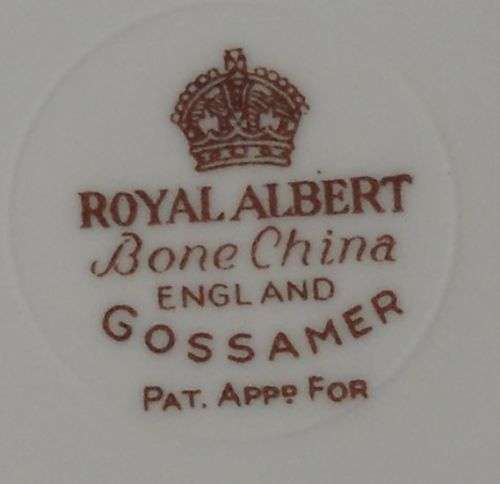 ROYAL ALBERT
Bone China
ENGLAND
GOSSAMER
PAT. APPD FOR